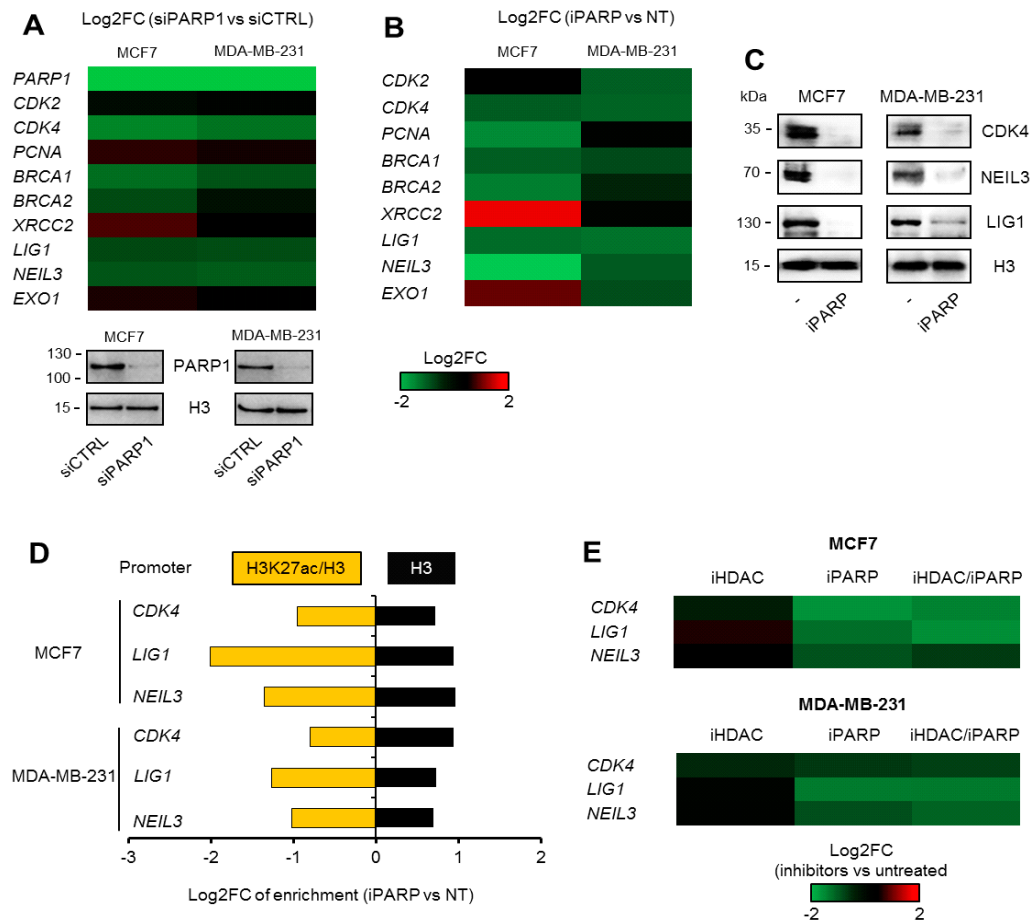 A
Log2FC (siPARP1 vs siCTRL)
MCF7 MDA-MB-231
PARP1
CDK2
CDK4
PCNA
BRCA1
BRCA2
XRCC2
LIG1
NEIL3
EXO1
MCF7 MDA-MB-231
130 -
100 -
PARP1
15 - H3
siCTRL siPARP1 siCTRL siPARP1
B
Log2FC (iPARP vs NT)
MCF7 MDA-MB-231
CDK2
CDK4
PCNA
BRCA1
BRCA2
XRCC2
LIG1
NEIL3
EXO1
Log2FC
-2 2
C
kDa MCF7 MDA-MB-231
35 - CDK4
70 - NEIL3
130 - LIG1
15 - H3
- iPARP - iPARP
D
Promoter H3K27ac/H3 H3
MCF7
CDK4
LIG1
NEIL3
MDA-MB-231
CDK4
LIG1
NEIL3
-3 -2 -1 0 1 2
Log2FC of enrichment (iPARP vs NT)
E
MCF7
iHDAC iPARP iHDAC/iPARP
CDK4
LIG1
NEIL3
MDA-MB-231
iHDAC iPARP iHDAC/iPARP
CDK4
LIG1
NEIL3
Log2FC
(inhibitors vs untreated
-2 2